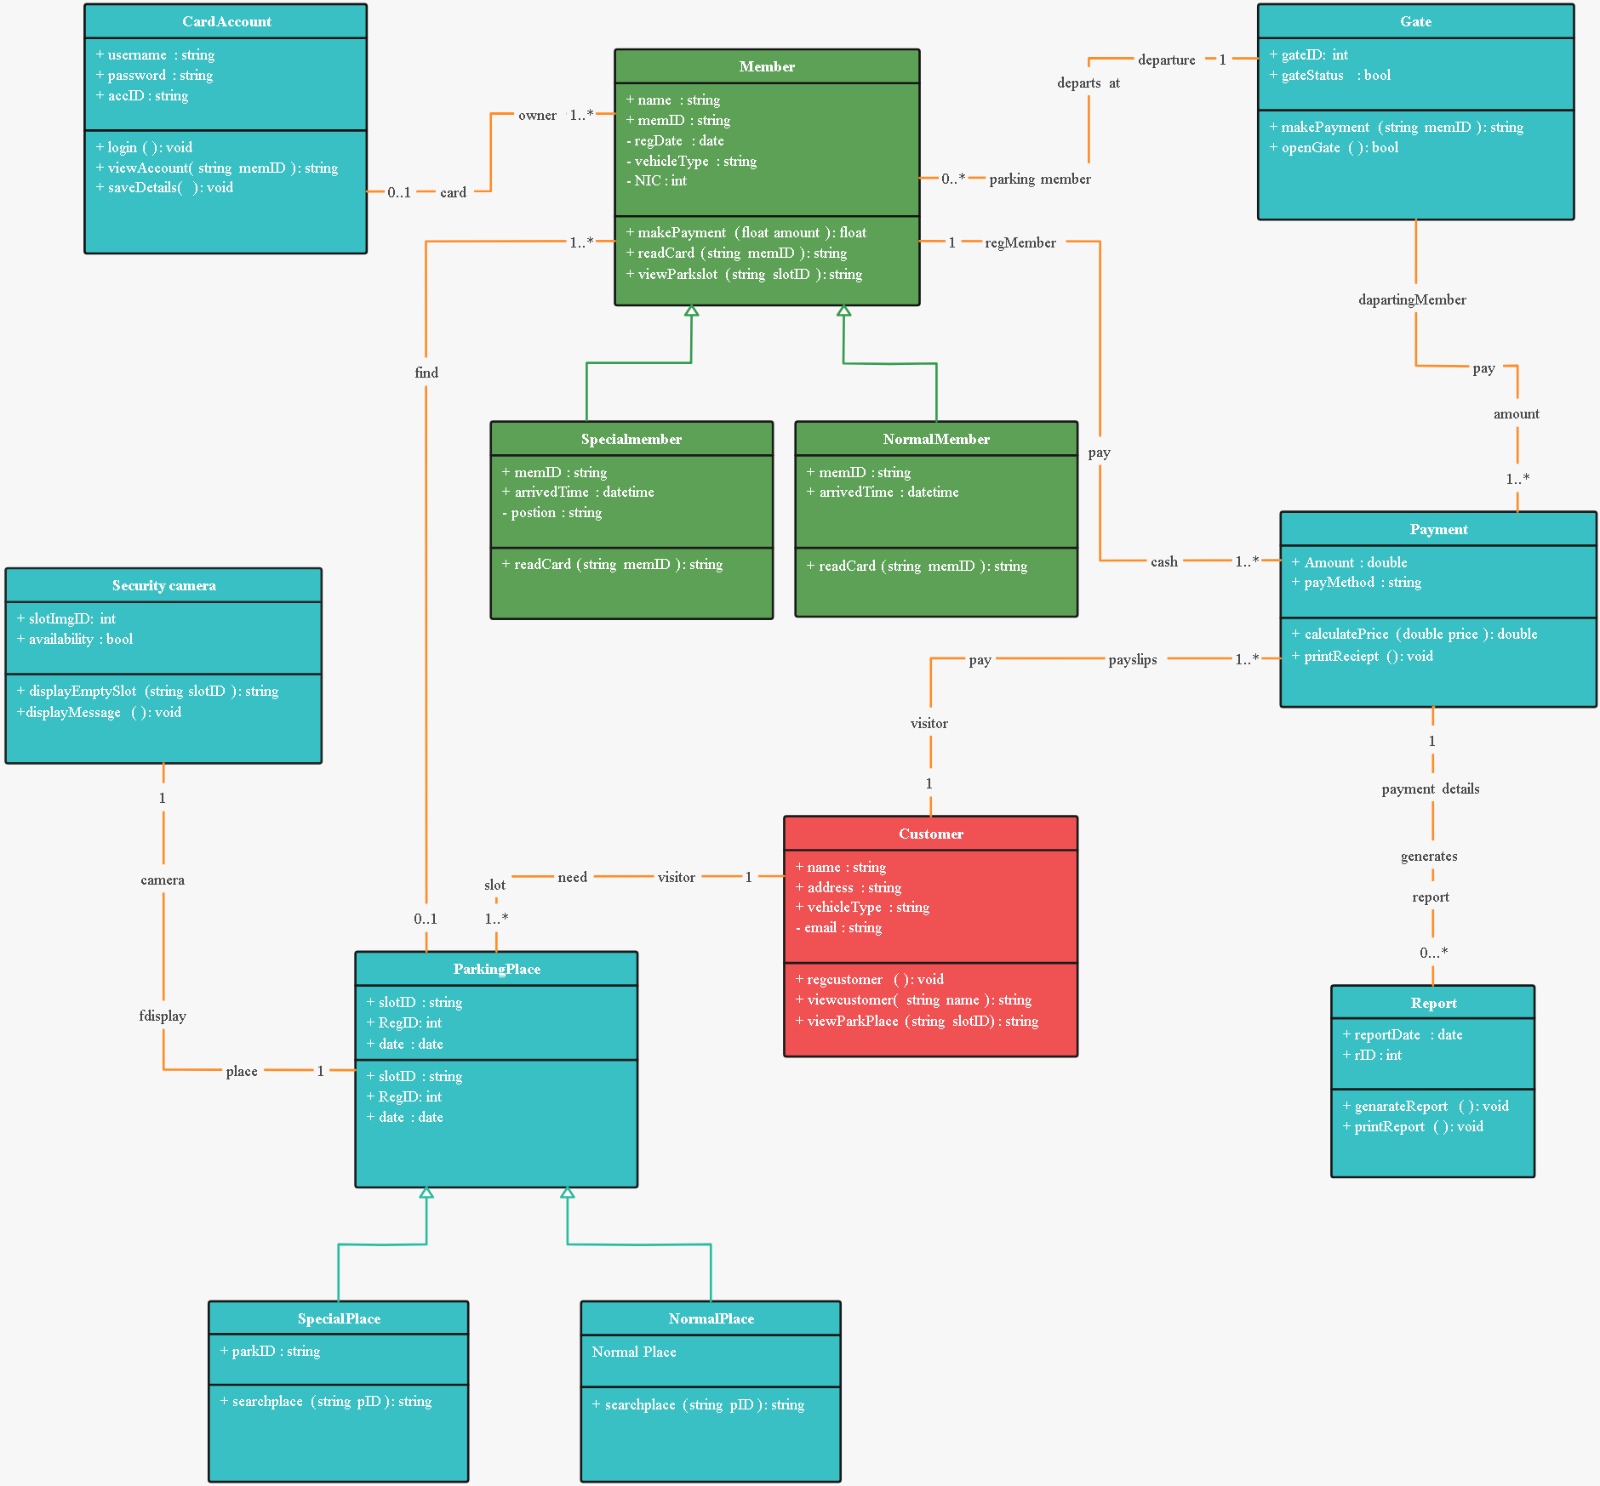 CardAccount
+ username : string
+ password : string
+ accID : string
+ login ( ): void
+ viewAccount( string memID ): string
+ saveDetails( ): void
0..1
card
owner
1..*
Member
+ name : string
+ memID : string
- regDate : date
- vehicleType : string
- NIC : int
+ makePayment (float amount ): float
+ readCard (string memID ): string
+ viewParkslot (string slotID ): string
departs at
departure
1
0..*
parking member
Gate
+ gateID: int
+ gateStatus : bool
+ makePayment (string memID ): string
+ openGate ( ): bool
1..*
find
0..1
1
regMember
pay
cash
1..*
dapartingMember
pay
amount
1..*
Specialmember
+ memID : string
+ arrivedTime : datetime
- postion : string
+ readCard (string memID ): string
NormalMember
+ memID : string
+ arrivedTime : datetime
+ readCard (string memID ): string
Payment
+ Amount : double
+ payMethod : string
+ calculatePrice (double price ): double
+ printReciept (): void
Security camera
+ slotImgID: int
+ availability : bool
+ displayEmptySlot (string slotID ): string
+displayMessage ( ): void
pay
payslips
1..*
visitor
1
1
camera
fdisplay
place
1
slot
need
visitor
1
1..*
Customer
+ name : string
+ address : string
+ vehicleType : string
- email : string
+ regcustomer ( ): void
+ viewcustomer( string name ): string
+ viewParkPlace (string slotID) : string
1
payment details
generates
report
0...*
ParkingPlace
+ slotID : string
+ RegID: int
+ date : date
+ slotID : string
+ RegID: int
+ date : date
Report
+ reportDate : date
+ rID : int
+ genarateReport ( ): void
+ printReport ( ): void
SpecialPlace
+ parkID : string
+ searchplace (string pID ): string
NormalPlace
Normal Place
+ searchplace (string pID ): string